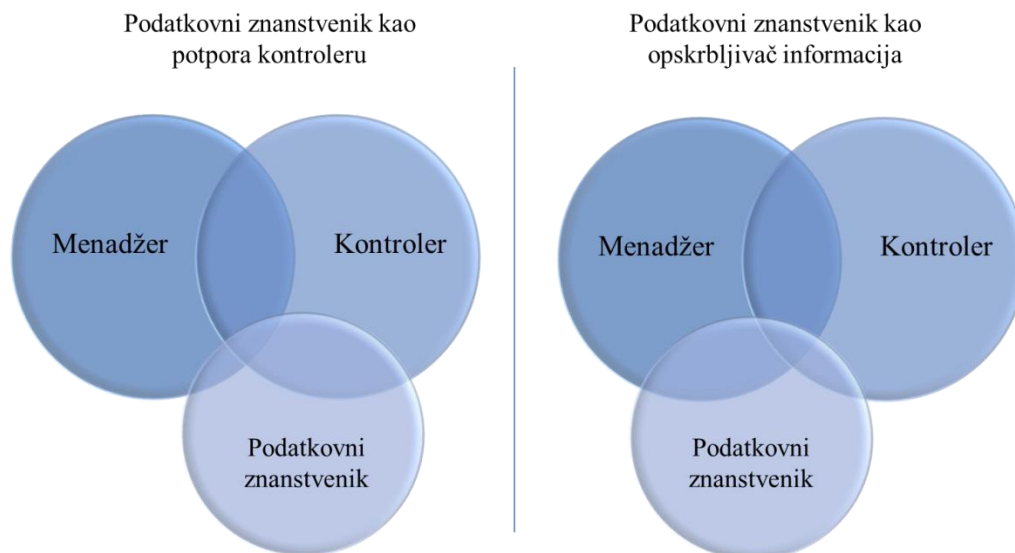 Podatkovni znanstvenik kao
potpora kontroleru
Menadžer
Kontroler
Podatkovni
znanstvenik
Podatkovni znanstvenik kao
opskrbljivač informacija
Menadžer
Kontroler
Podatkovni
znanstvenik